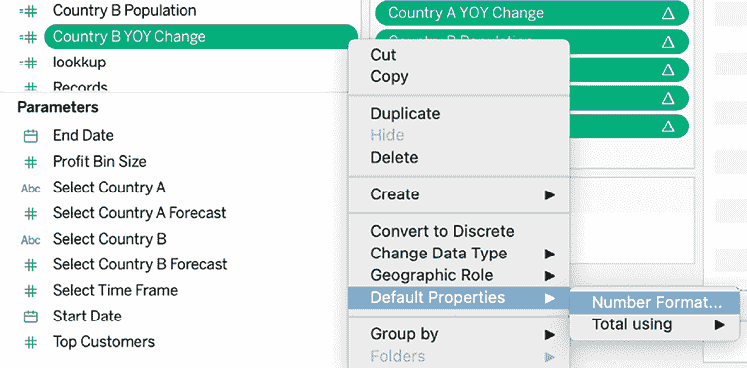 Country B Population
Country B YOY Change
lookkup
Records
Parameters
End Date
Profit Bin Size
Abc Select Country A
Select Country A Forecast
Abc Select Country B
Select Country B Forecast
Select Time Frame
Start Date
Top Customers
Country A YOY Change
Country B Population
Cut
Copy
Duplicate
Hide
Delete
Create
Convert to Discrete
Change Data Type
Geographic Role
Default Properties
Group by
Folders
Number Format...
Total using